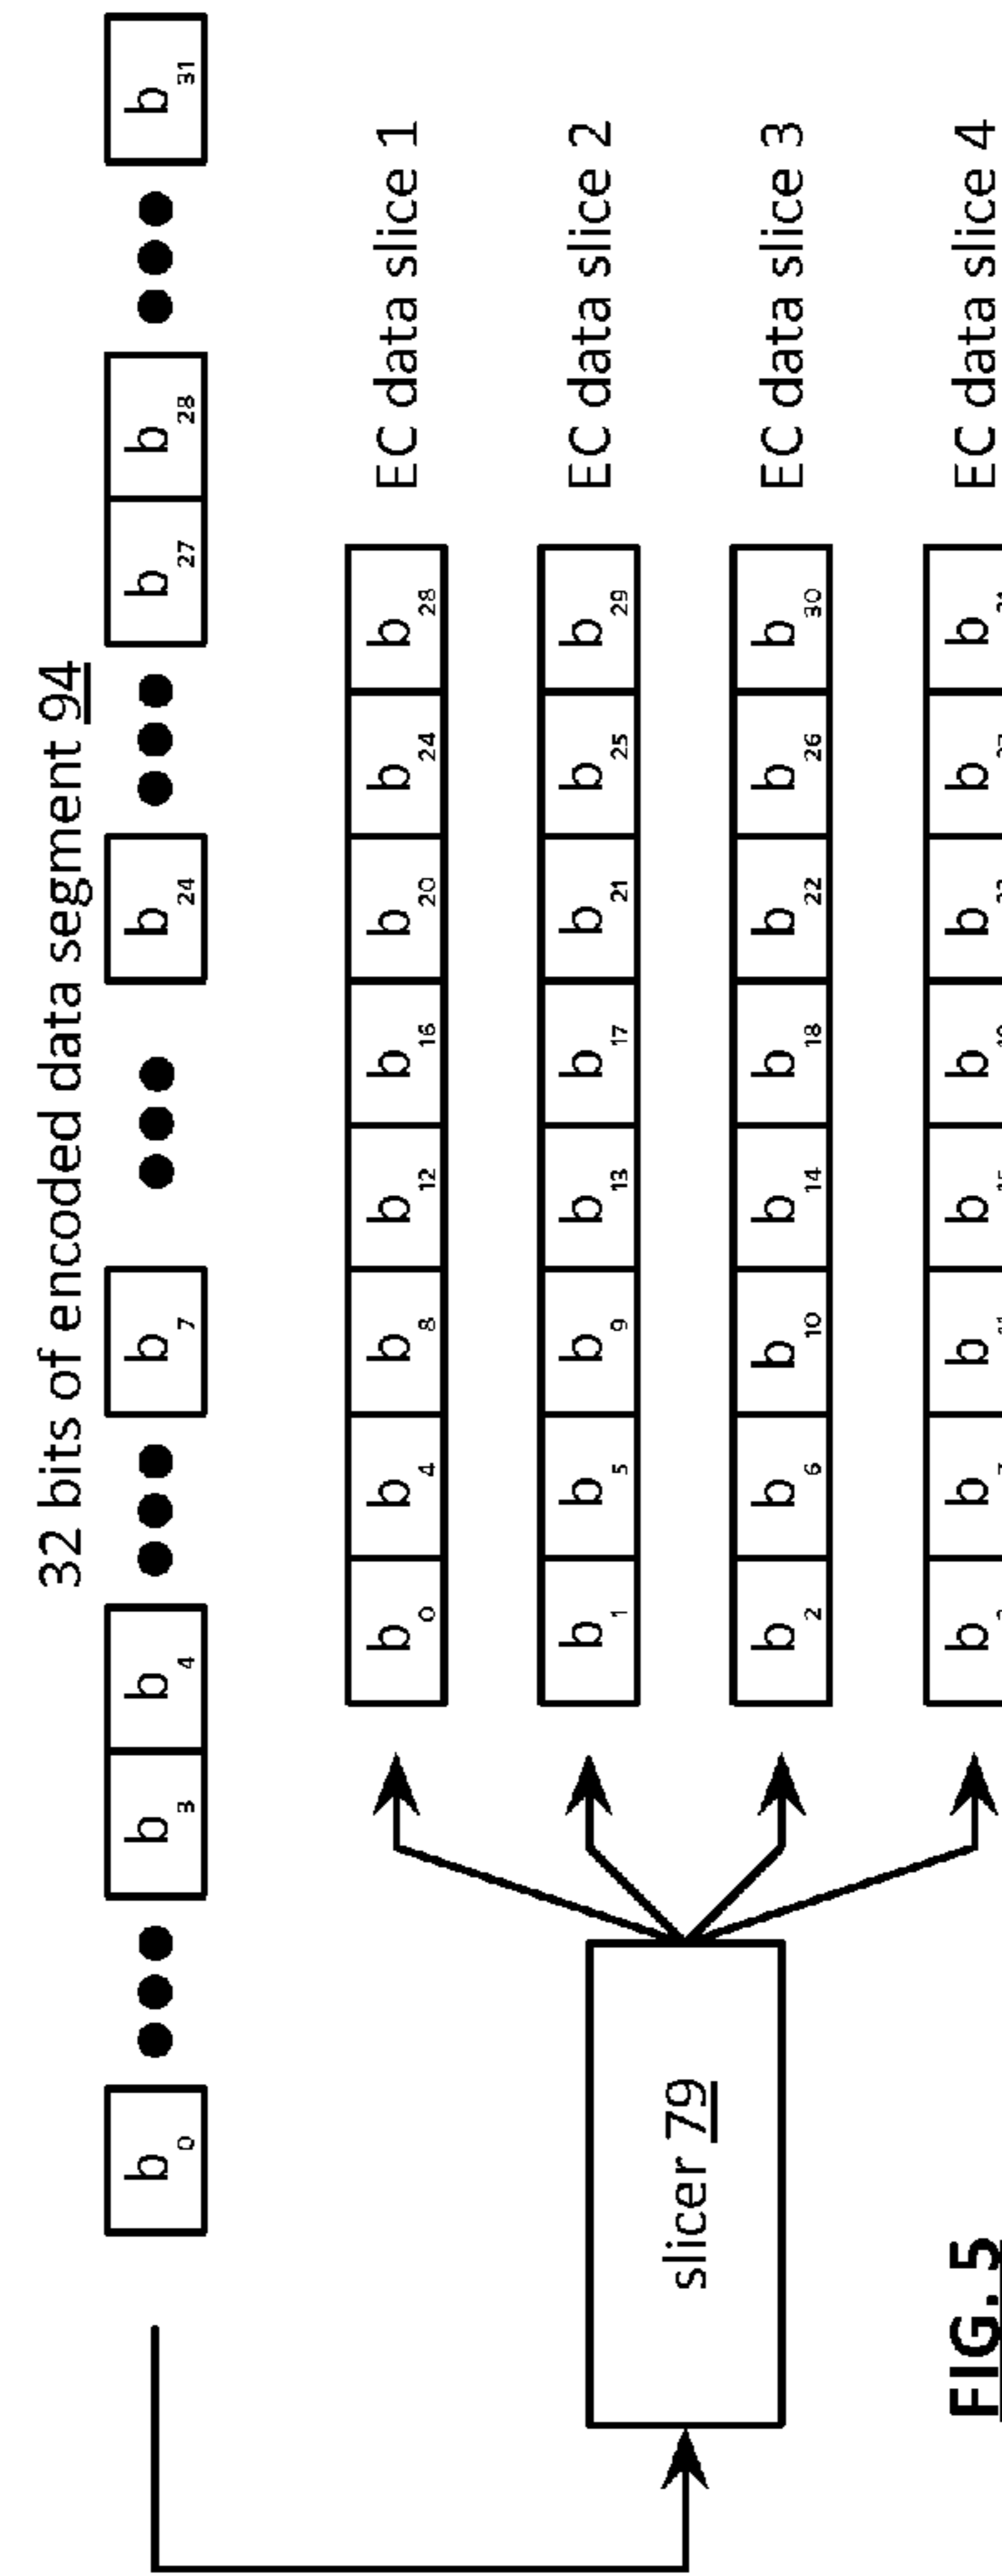 32 bits of encoded data segment 94
b0 ●●● b3 b4 ●●● b7 ●●● b24 ●●● b27 b28 ●●● b31
b0 b4 b8 b12 b16 b20 b24 b28 EC data slice 1
b1 b5 b9 b13 b17 b21 b25 b29 EC data slice 2
slicer 79
b2 b6 b10 b14 b18 b22 b26 b30 EC data slice 3
b b b b b b b b EC data slice 4
FIG. 5